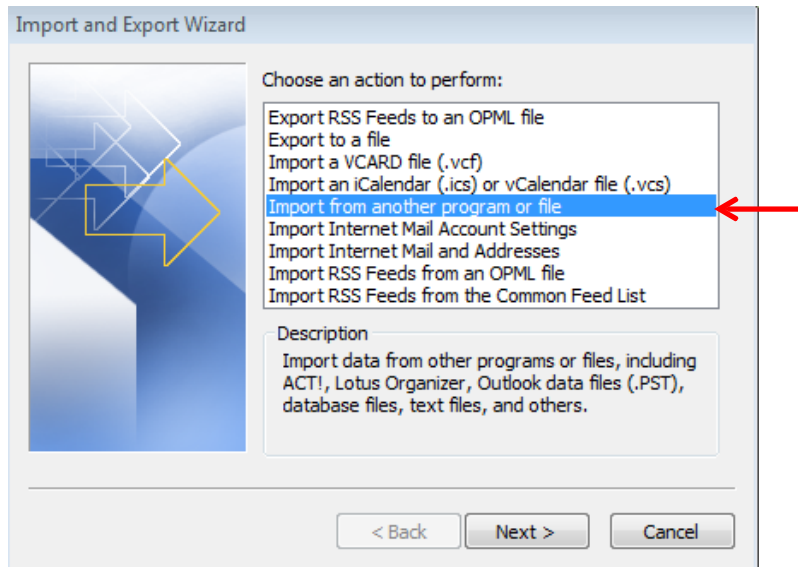 Import and Export Wizard
Choose an action to perform:
Export RSS Feeds to an OPML file
Export to a file
Import a VCARD file (.vcf)
Import an iCalendar (.ics) or vCalendar file (.vcs)
Import from another program or file
Import Internet Mail Account Settings
Import Internet Mail and Addresses
Import RSS Feeds from an OPML file
Import RSS Feeds from the Common Feed List
Description
Import data from other programs or files, including
ACT!, Lotus Organizer, Outlook data files (.PST),
database files, text files, and others.
< Back Next > Cancel